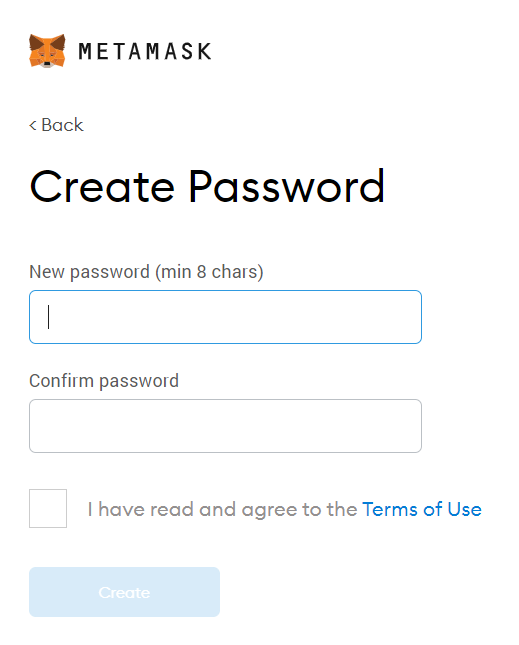 METAMASK
< Back
Create Password
New password (min 8 chars)
Confirm password
I have read and agree to the Terms of Use
Create